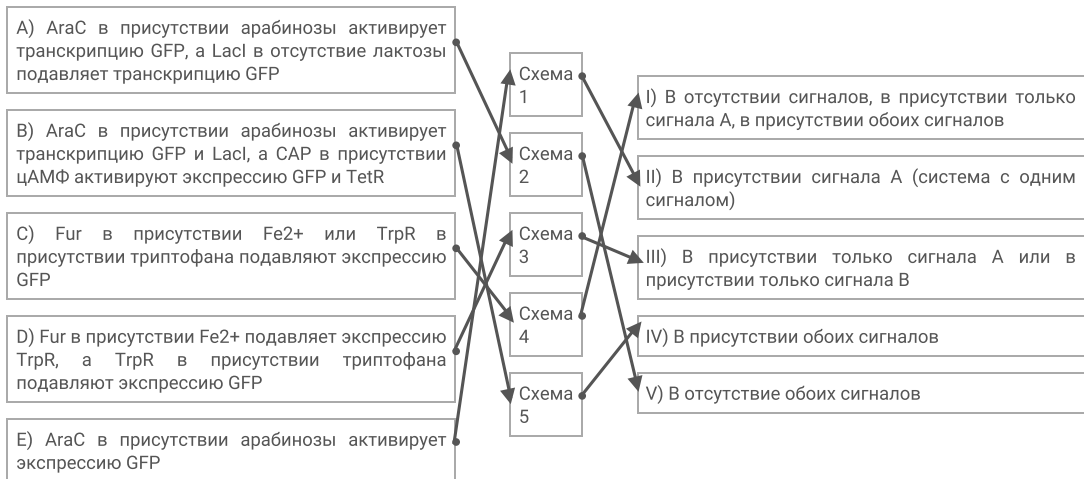 A) AraC в присутствии арабинозы активирует
транскрипцию GFP, а LacI в отсутствие лактозы
подавляет транскрипцию GFP
B) AraC в присутствии арабинозы активирует
транскрипцию GFP и LacI, а CAP в присутствии
цАМФ активируют экспрессию GFP и TetR
C) Fur в присутствии Fe2+ или TrpR в
присутствии триптофана подавляют экспрессию
GFP
D) Fur в присутствии Fe2+ подавляет экспрессию
TrpR, а TrpR в присутствии триптофана
подавляют экспрессию GFP
E) AraC в присутствии арабинозы активирует
экспрессию GFP
Схема
1
Схема
2
Схема
3
Схема
4
Схема
5
I) В отсутствии сигналов, в присутствии только
сигнала А, в присутствии обоих сигналов
II) В присутствии сигнала А (система с одним
сигналом)
III) В присутствии только сигнала А или в
присутствии только сигнала В
IV) В присутствии обоих сигналов
V) В отсутствие обоих сигналов